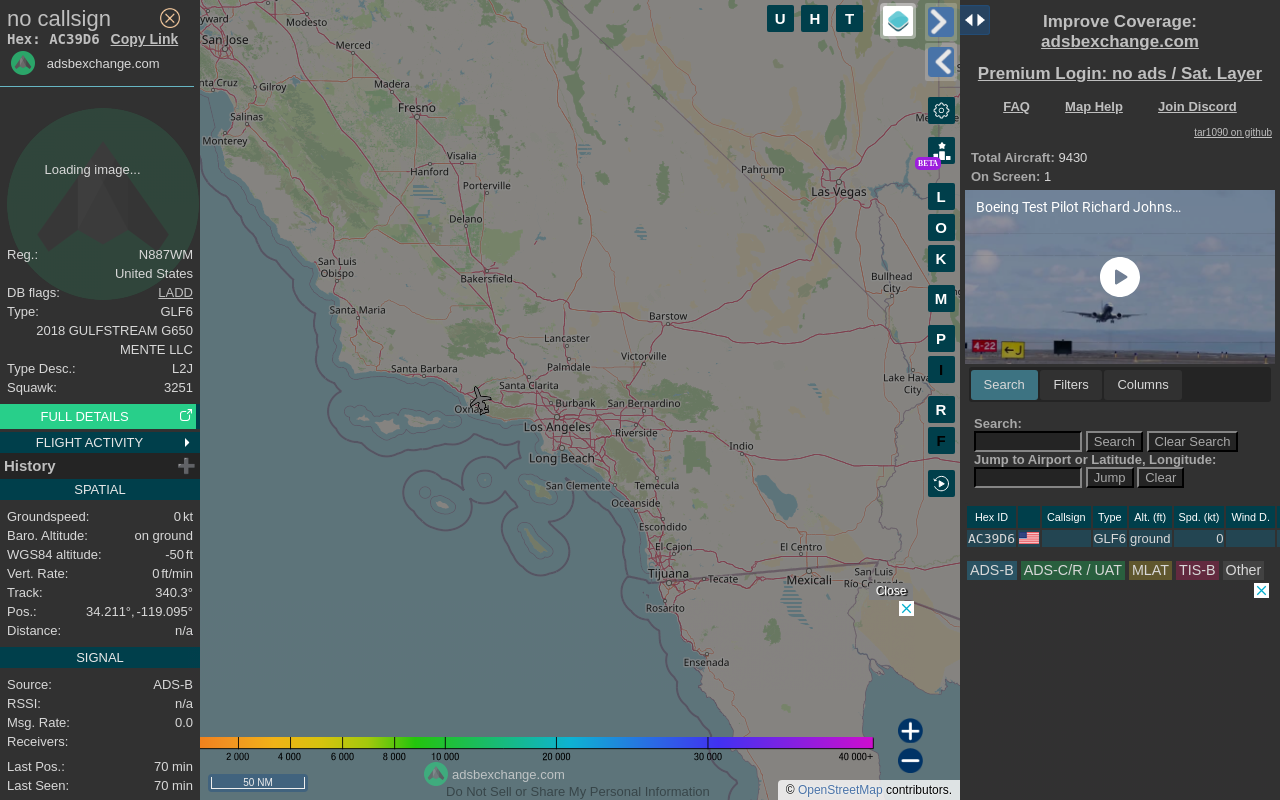 no callsign
Hex: AC39D6 Copy Link
adsbexchange.com
Loading image...
Reg.: N887WM
United States
DB flags: LADD
Type: GLF6
2018 GULFSTREAM G650
MENTE LLC
Type Desc.: L2J
Squawk: 3251
FULL DETAILS
FLIGHT ACTIVITY
History
SPATIAL
Groundspeed: 0 kt
Baro. Altitude: on ground
WGS84 altitude: -50 ft
Vert. Rate: 0 ft/min
Track: 340.3°
Pos.: 34.211°, -119.095°
Distance: n/a
SIGNAL
Source: ADS-B
RSSI: n/a
Msg. Rate: 0.0
Receivers:
Last Pos.: 70 min
Last Seen: 70 min
Modesto
San Jose
Merced
Gilroy
Madera
Salinas
Fresno
Monterey
Visalia
Hanford
Porterville
Pahrump
Las Vegas
Delano
San Luis
Obispo
Bakersfield
Bullhead
City
Santa Maria
Barstow
Lancaster
Victorville
Palmdale
Santa Barbara
Santa Clarita
Lake Hava
City
Oxna
Burbank
San Bernardino
Los Angeles
Riverside
Indio
Long Beach
San Clemente
Temecula
Oceanside
Escondido
El Cajon
El Centro
Tijuana
Tecate
Mexicali
San Luis
Río Colorado
Rosarito
Ensenada
U H T
BETA
L
O
K
M
P
I
R
F
Close
2 000 4 000 6 000 8 000 10 000 20 000 30 000 40 000+
50 NM
adsbexchange.com
Do Not Sell or Share My Personal Information
© OpenStreetMap contributors.
Improve Coverage:
adsbexchange.com
Premium Login: no ads / Sat. Layer
FAQ Map Help Join Discord
tar1090 on github
Total Aircraft: 9430
On Screen: 1
Boeing Test Pilot Richard Johns...
4-22
Search Filters Columns
Search:
Search Clear Search
Jump to Airport or Latitude, Longitude:
Jump Clear
Hex ID Callsign Type Alt. (ft) Spd. (kt) Wind D.
AC39D6 GLF6 ground 0
ADS-B ADS-C/R / UAT MLAT TIS-B Other